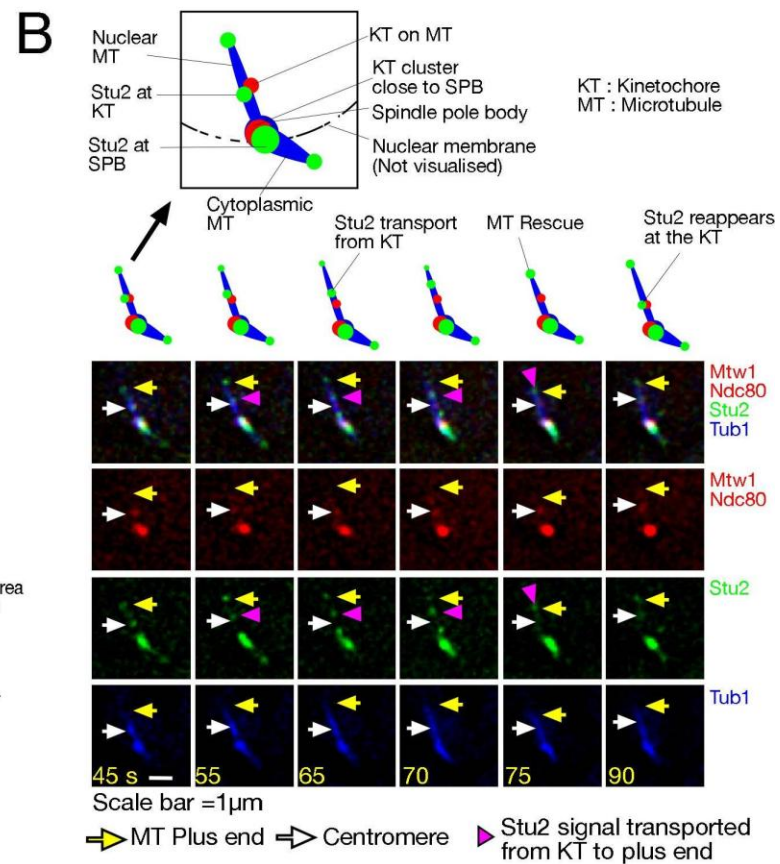 B
Nuclear
MT
Stu2 at
KT
Stu2 at
SPB
Cytoplasmic
MT
KT on MT
KT cluster
close to SPB
Spindle pole body
Nuclear membrane
(Not visualised)
KT : Kinetochore
MT : Microtubule
Stu2 transport
from KT
MT Rescue
Stu2 reappears
at the KT
Mtw1
Ndc80
Stu2
Tub1
Mtw1
Ndc80
rea
Stu2
Tub1
45 s
55
65
70
75
90
Scale bar =1µm
MT Plus end
Centromere
Stu2 signal transported
from KT to plus end